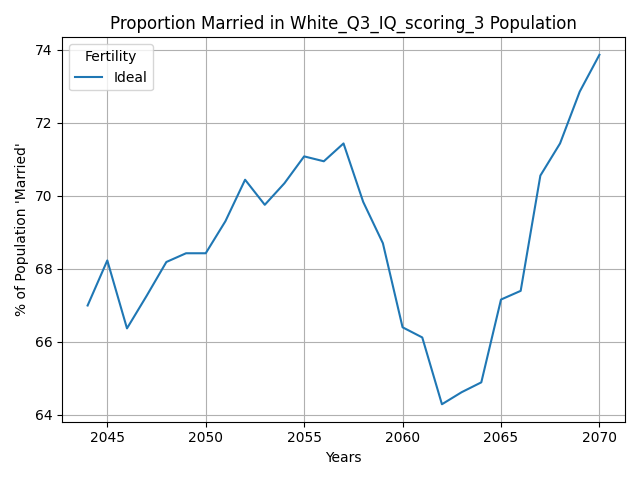 Proportion Married in White_Q3_IQ_scoring_3 Population
Fertility
Ideal
% of Population 'Married'
74
72
70
68
66
64
2045 2050 2055 2060 2065 2070
Years